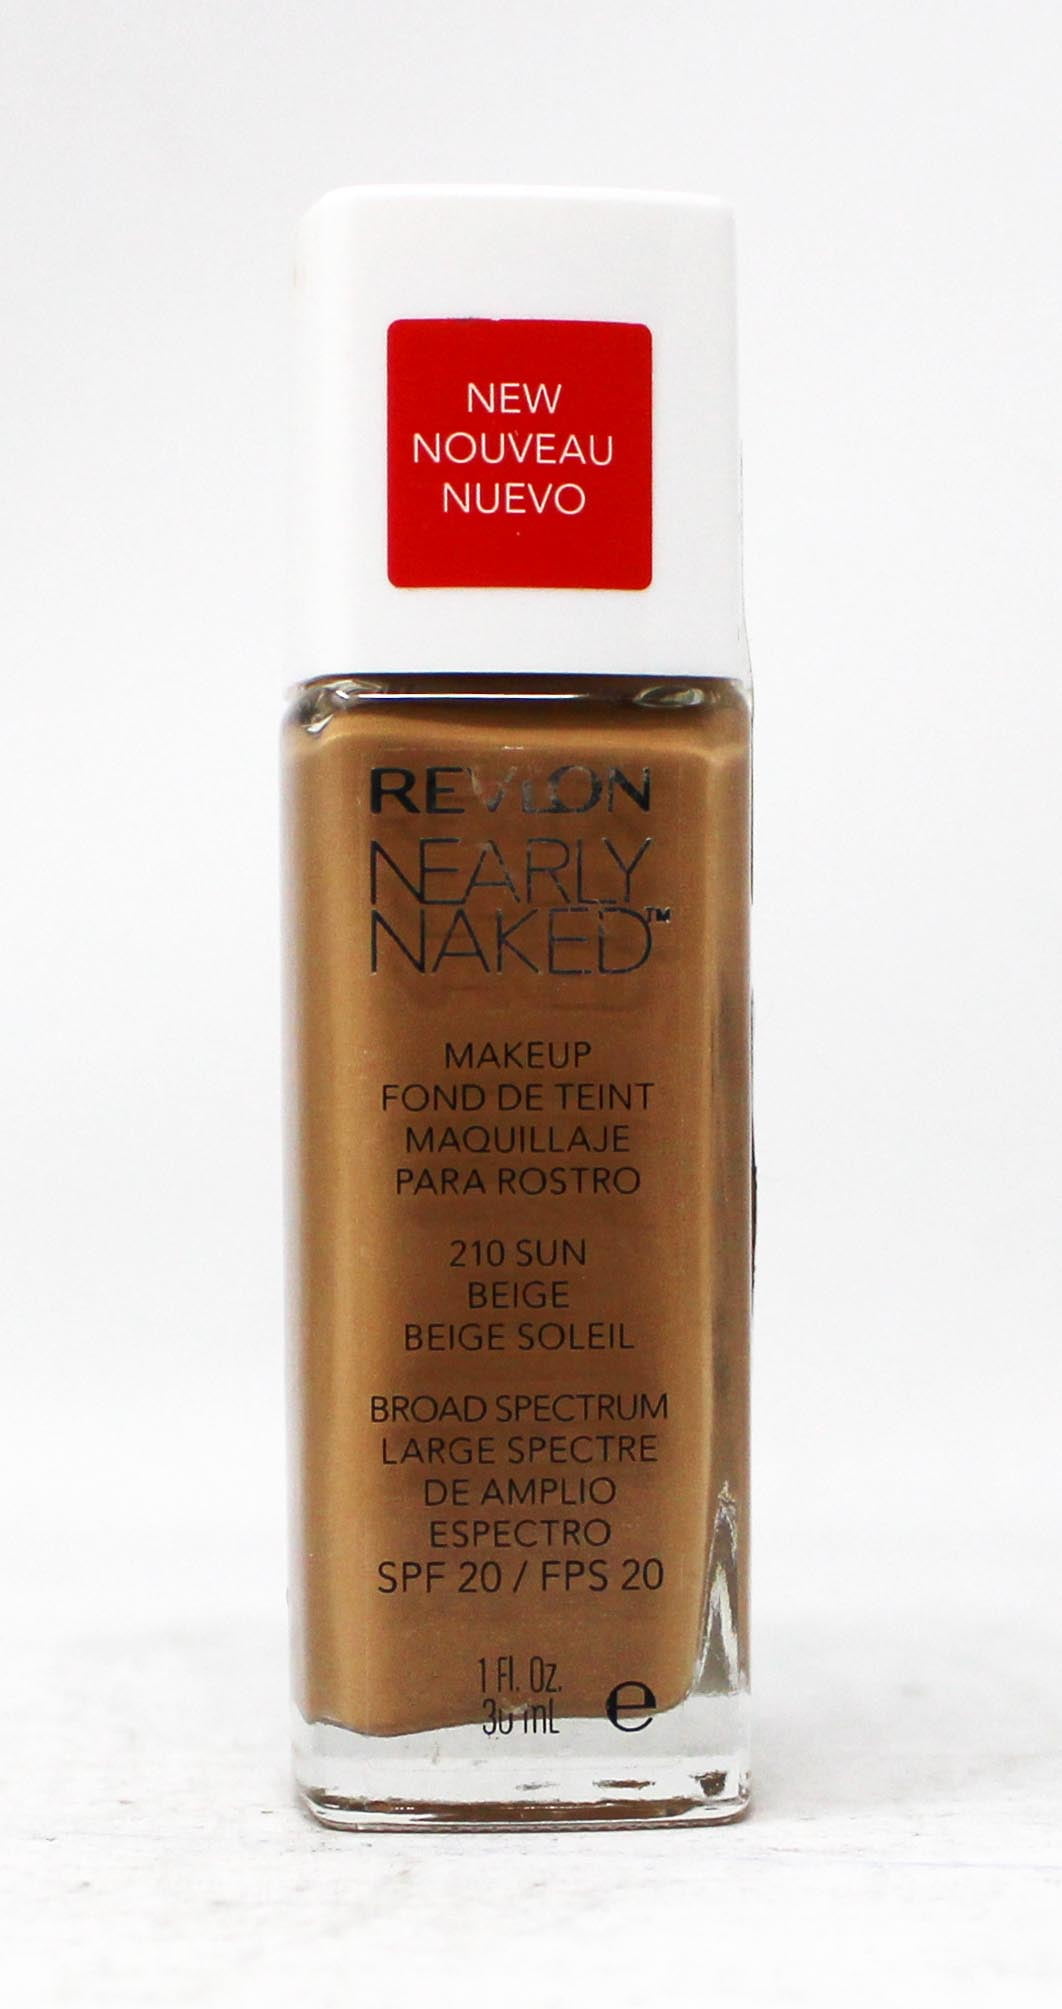 NEW
NOUVEAU
NUEVO
REVLON
NEARLY
NAKED™
MAKEUP
FOND DE TEINT
MAQUILLAJE
PARA ROSTRO
210 SUN
BEIGE
BEIGE SOLEIL
BROAD SPECTRUM
LARGE SPECTRE
DE AMPLIO
ESPECTRO
SPF 20 / FPS 20
1 Fl. Oz.
30 mL ℮